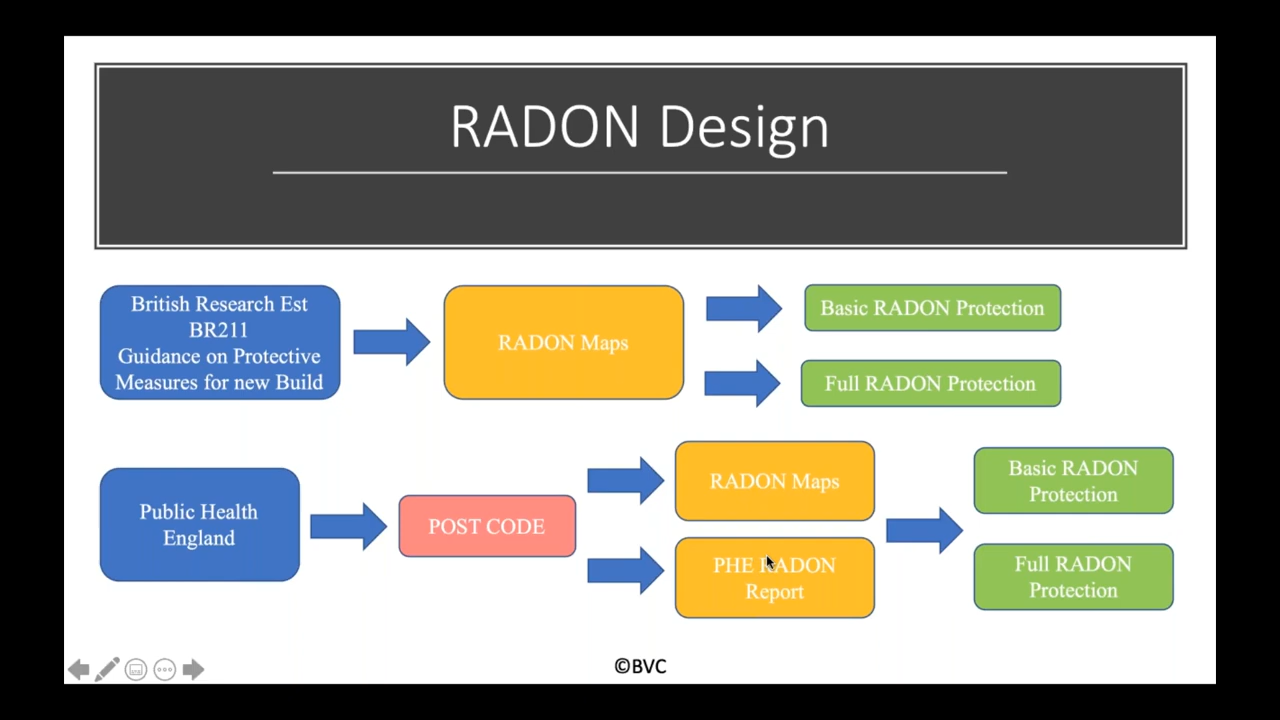 RADON Design
British Research Est
BR211
Guidance on Protective
Measures for new Build
RADON Maps
Basic RADON Protection
Full RADON Protection
Public Health
England
POST CODE
RADON Maps
PHE RADON
Report
Basic RADON
Protection
Full RADON
Protection
©BVC